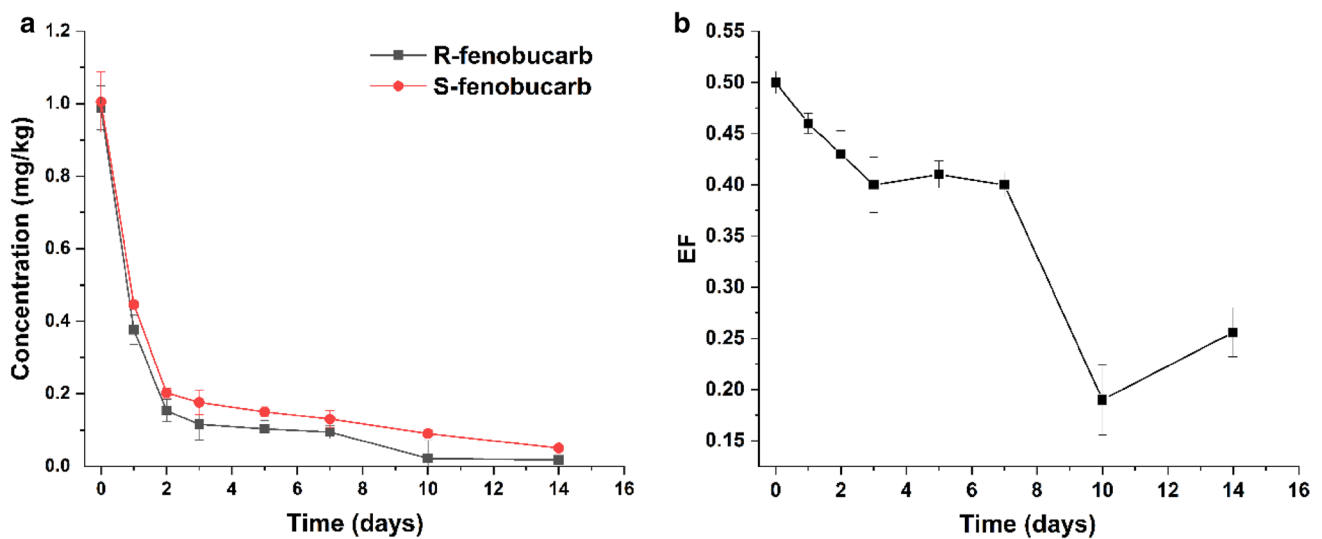 a
1.2
1.0
0.8
0.6
0.4
0.2
0.0
Concentration (mg/kg)
R-fenobucarb
S-fenobucarb
0 2 4 6 8 10 12 14 16
Time (days)
b
0.55
0.50
0.45
0.40
0.35
0.30
0.25
0.20
0.15
EF
0 2 4 6 8 10 12 14 16
Time (days)